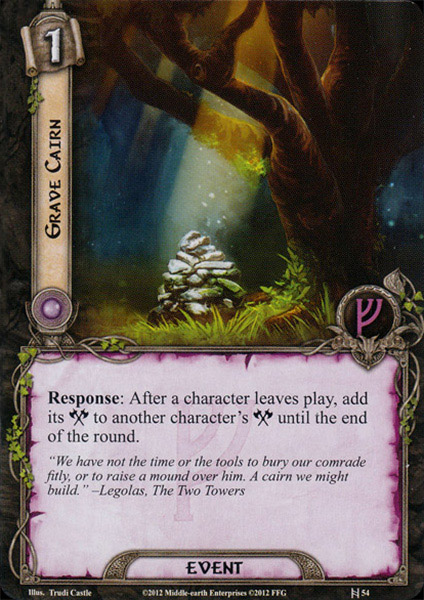 1
GRAVE CAIRN
Response: After a character leaves play, add
its to another character's until the end
of the round.
"We have not the time or the tools to bury our comrade
fitly, or to raise a mound over him. A cairn we might
build." –Legolas, The Two Towers
EVENT
Illus. Trudi Castle ©2012 Middle-earth Enterprises ©2012 FFG 54